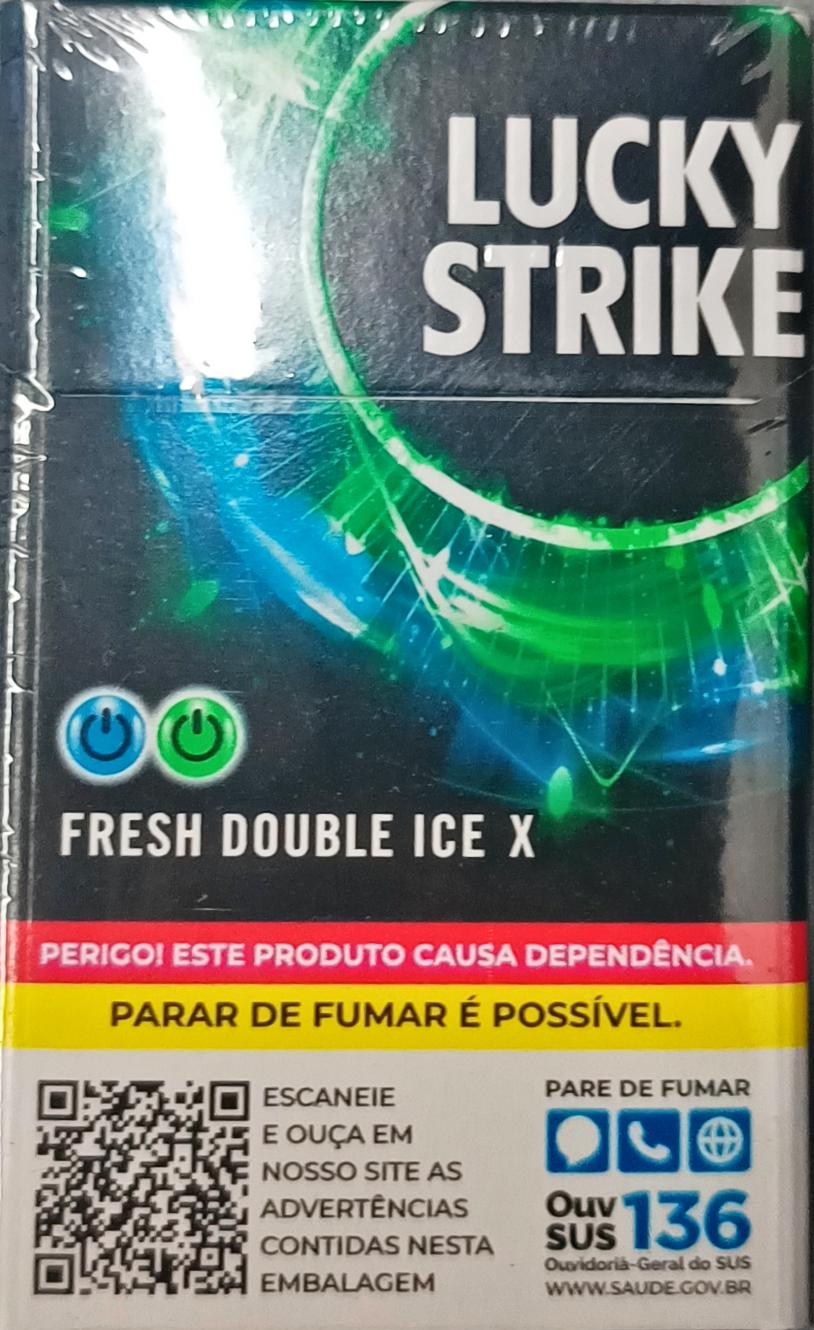 LUCKY
STRIKE
FRESH DOUBLE ICE X
PERIGO! ESTE PRODUTO CAUSA DEPENDÊNCIA.
PARAR DE FUMAR É POSSÍVEL.
ESCANEIE
E OUÇA EM
NOSSO SITE AS
ADVERTÊNCIAS
CONTIDAS NESTA
EMBALAGEM
PARE DE FUMAR
Ouv
SUS 136
Ouvidoria-Geral do SUS
WWW.SAUDE.GOV.BR